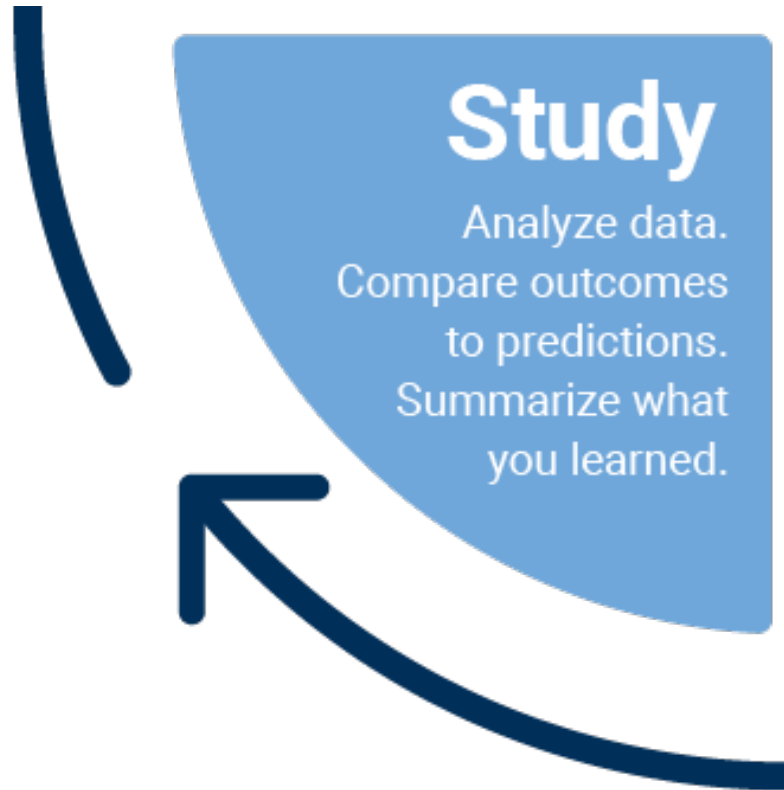 Study
Analyze data.
Compare outcomes
to predictions.
Summarize what
you learned.